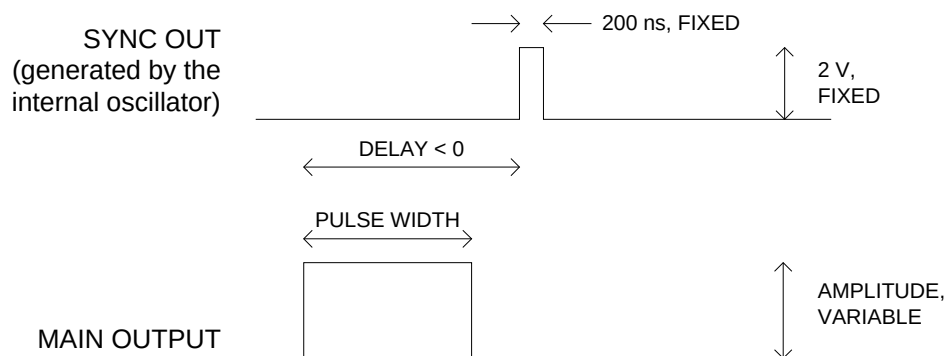 200 ns, FIXED
SYNC OUT
(generated by the
internal oscillator)
2 V,
FIXED
DELAY < 0
PULSE WIDTH
AMPLITUDE,
VARIABLE
MAIN OUTPUT